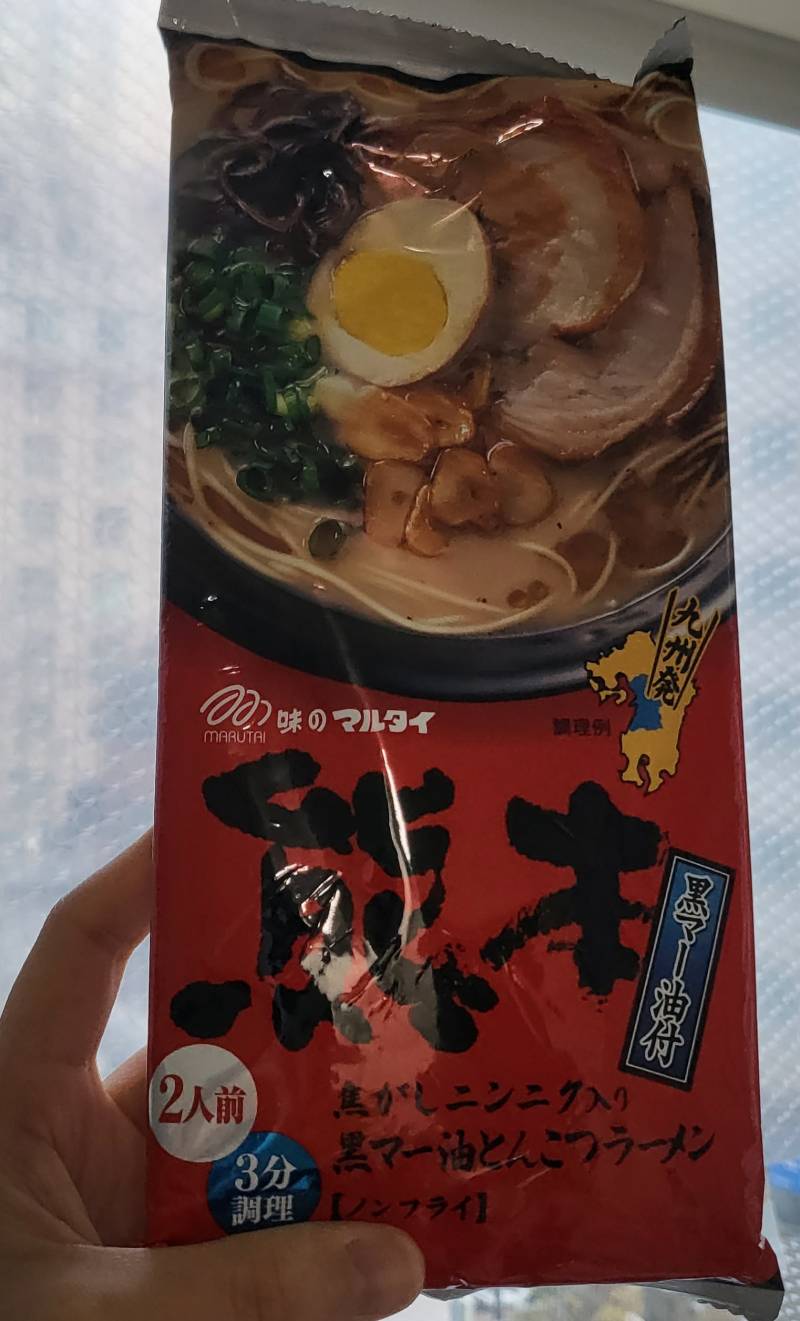 九州発
MARUTAI
味のマルタイ
調理例
熊本
黒マー油付
2人前
焦がしニンニク入り
黒マー油とんこつラーメン
3分
調理
【ノンフライ】